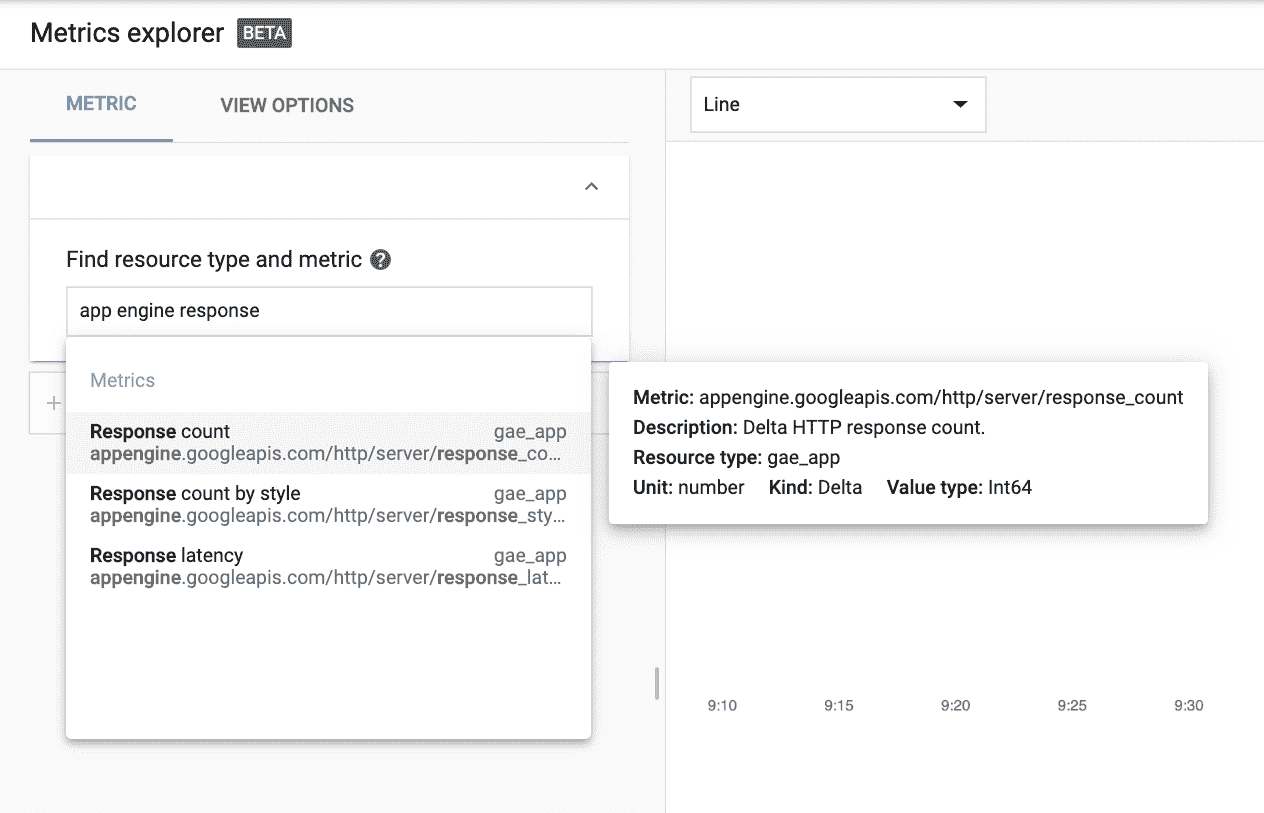 Metrics explorer BETA
METRIC VIEW OPTIONS
Line
Find resource type and metric ?
app engine response
Metrics
Response count gae_app
appengine.googleapis.com/http/server/response_co...
Response count by style gae_app
appengine.googleapis.com/http/server/response_sty...
Response latency gae_app
appengine.googleapis.com/http/server/response_lat...
Metric: appengine.googleapis.com/http/server/response_count
Description: Delta HTTP response count.
Resource type: gae_app
Unit: number Kind: Delta Value type: Int64
9:10 9:15 9:20 9:25 9:30